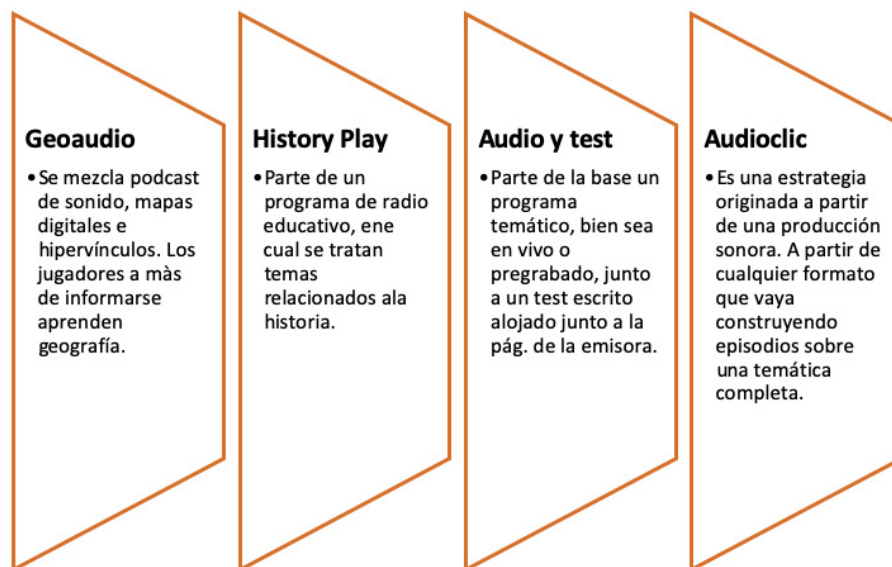 Geoaudio
•Se mezcla podcast
de sonido, mapas
digitales e
hipervínculos. Los
jugadores a màs
de informarse
aprenden
geografía.
History Play
•Parte de un
programa de radio
educativo, ene
cual se tratan
temas
relacionados ala
historia.
Audio y test
•Parte de la base un
programa
temático, bien sea
en vivo o
pregrabado, junto
a un test escrito
alojado junto a la
pág. de la emisora.
Audioclic
•Es una estrategia
originada a partir
de una producción
sonora. A partir de
cualquier formato
que vaya
construyendo
episodios sobre
una temática
completa.